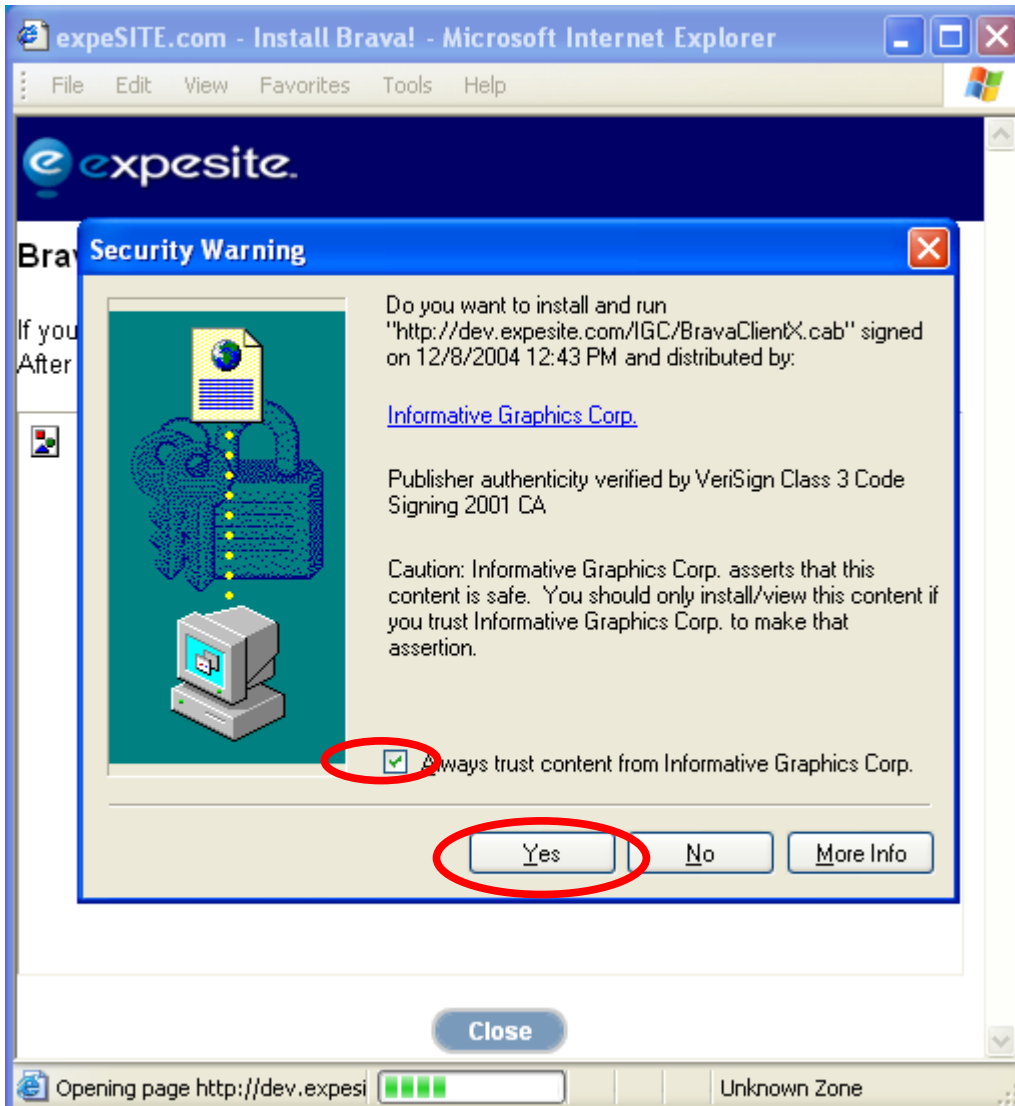 expeSITE.com - Install Brava! - Microsoft Internet Explorer
File Edit View Favorites Tools Help
expesite.
Security Warning
If you
After
Do you want to install and run
"http://dev.expesite.com/IGC/BravaClientX.cab" signed
on 12/8/2004 12:43 PM and distributed by:
Informative Graphics Corp.
Publisher authenticity verified by VeriSign Class 3 Code
Signing 2001 CA
Caution: Informative Graphics Corp. asserts that this
content is safe. You should only install/view this content if
you trust Informative Graphics Corp. to make that
assertion.
Always trust content from Informative Graphics Corp.
Yes No More Info
Close
Opening page http://dev.expesi Unknown Zone